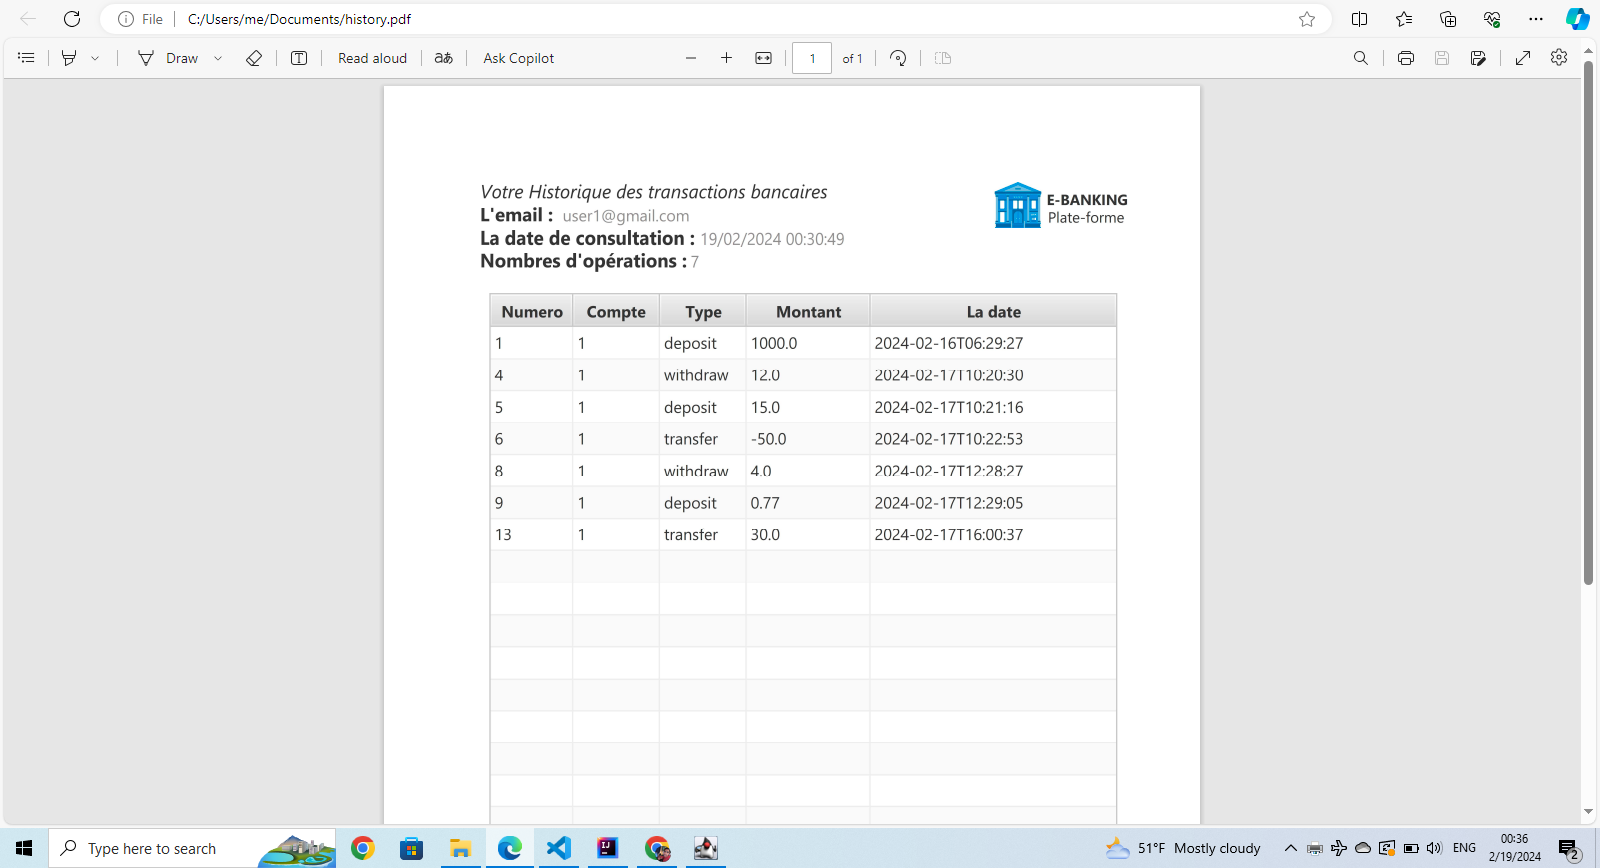 File C:/Users/me/Documents/history.pdf
Draw Read aloud aあ Ask Copilot 1 of 1
Votre Historique des transactions bancaires
L'email : user1@gmail.com
La date de consultation : 19/02/2024 00:30:49
Nombres d'opérations : 7
E-BANKING
Plate-forme
Numero Compte Type Montant La date
1 1 deposit 1000.0 2024-02-16T06:29:27
4 1 withdraw 12.0 2024-02-17T10:20:30
5 1 deposit 15.0 2024-02-17T10:21:16
6 1 transfer -50.0 2024-02-17T10:22:53
8 1 withdraw 4.0 2024-02-17T12:28:27
9 1 deposit 0.77 2024-02-17T12:29:05
13 1 transfer 30.0 2024-02-17T16:00:37
Type here to search 51°F Mostly cloudy ENG 00:36
2/19/2024 2